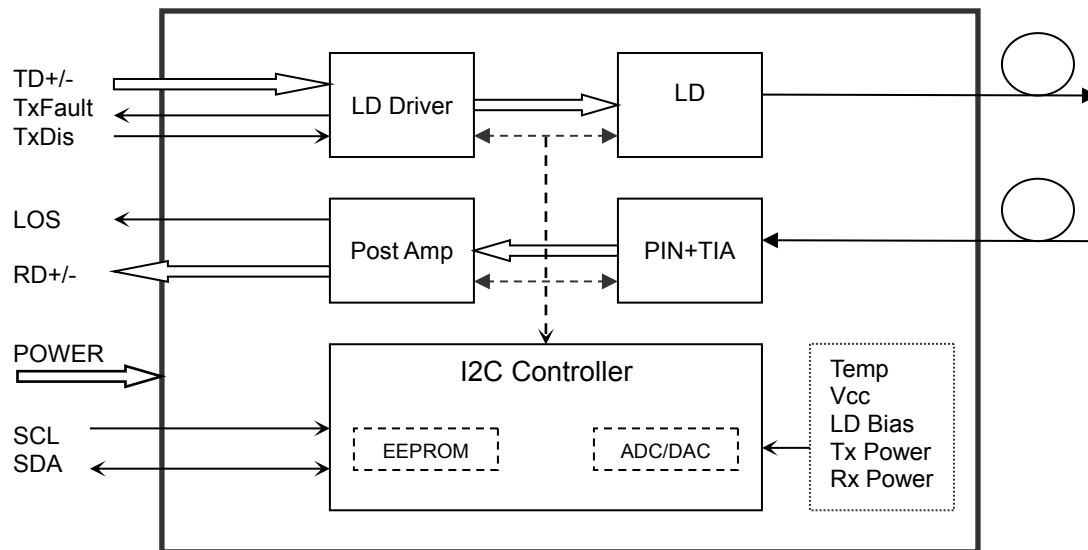 TD+/-
TxFault
TxDis
LD Driver
LD
LOS
RD+/-
Post Amp
PIN+TIA
POWER
I2C Controller
SCL
SDA
EEPROM
ADC/DAC
Temp
Vcc
LD Bias
Tx Power
Rx Power